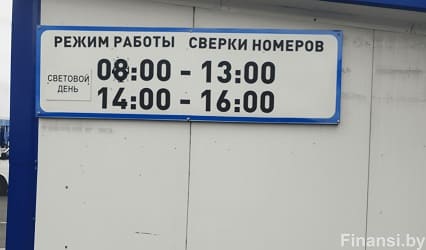 РЕЖИМ РАБОТЫ СВЕРКИ НОМЕРОВ
СВЕТОВОЙ ДЕНЬ
08:00 - 13:00
14:00 - 16:00
Finansi.by